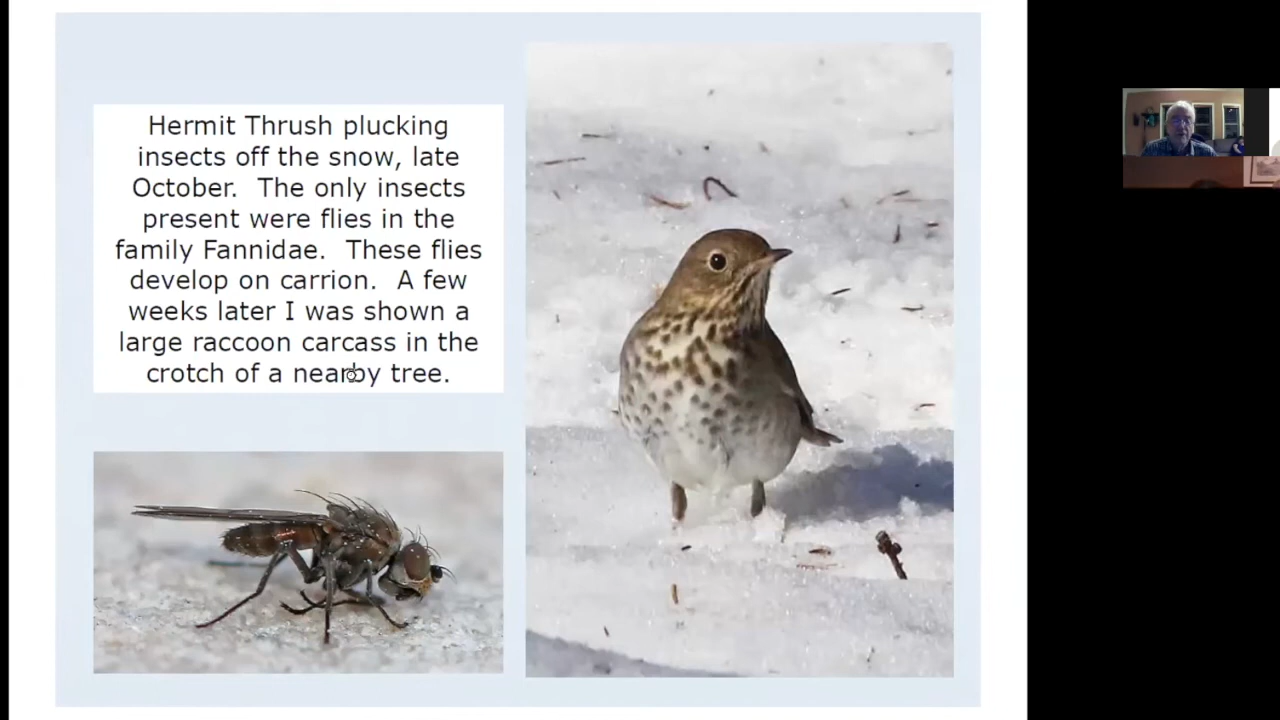 Hermit Thrush plucking
insects off the snow, late
October. The only insects
present were flies in the
family Fannidae. These flies
develop on carrion. A few
weeks later I was shown a
large raccoon carcass in the
crotch of a nearby tree.